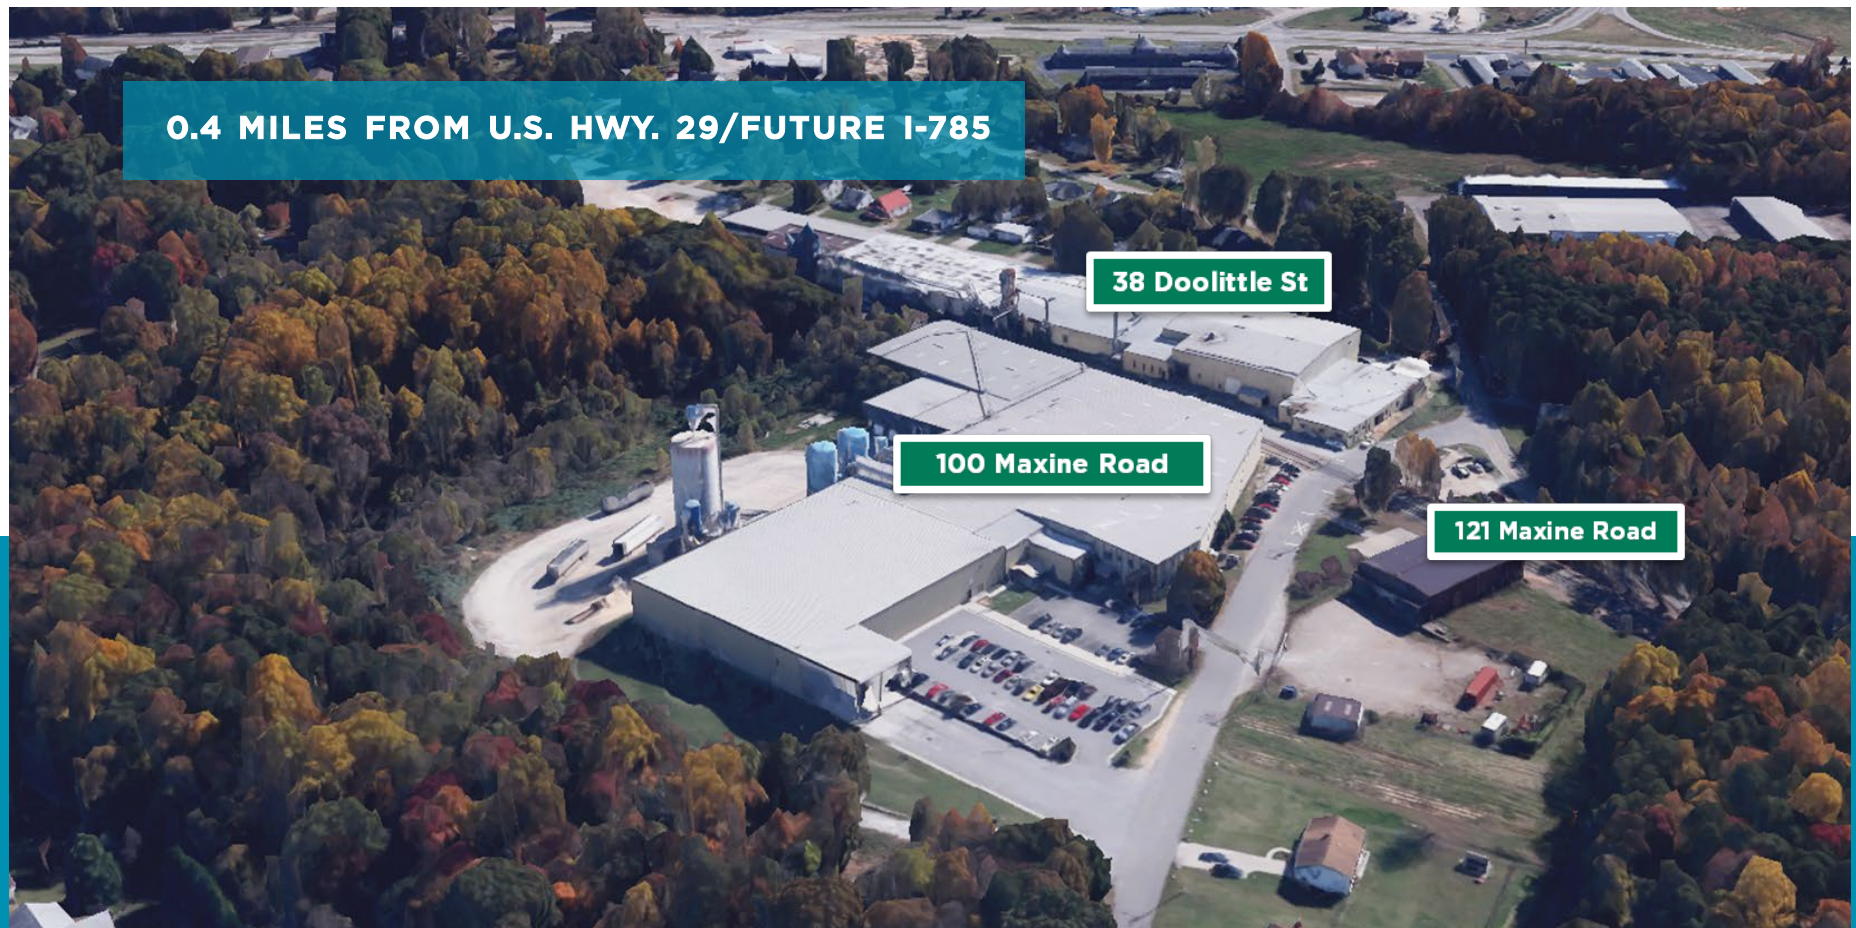 0.4 MILES FROM U.S. HWY. 29/FUTURE I-785
38 Doolittle St
100 Maxine Road
121 Maxine Road